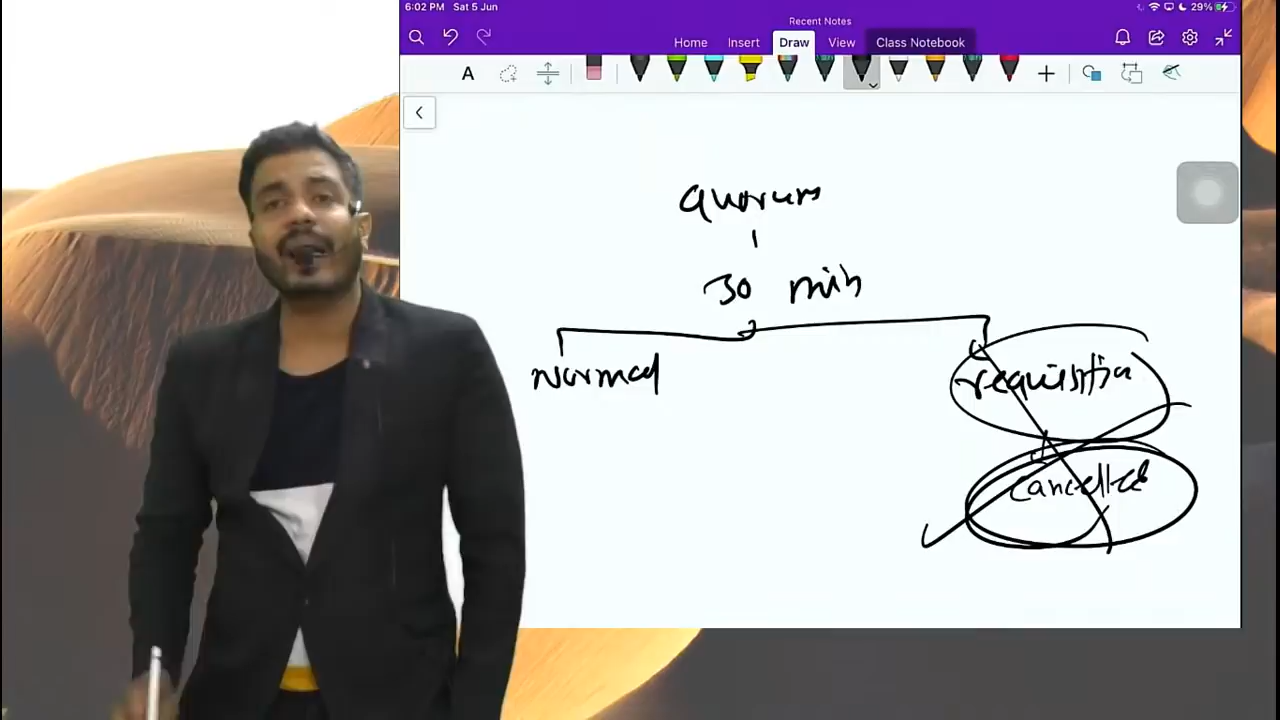 6:02 PM Sat 5 Jun
29%
Recent Notes
Home Insert Draw View Class Notebook
A
Quorum
30 min
Normal
requisition
cancelled